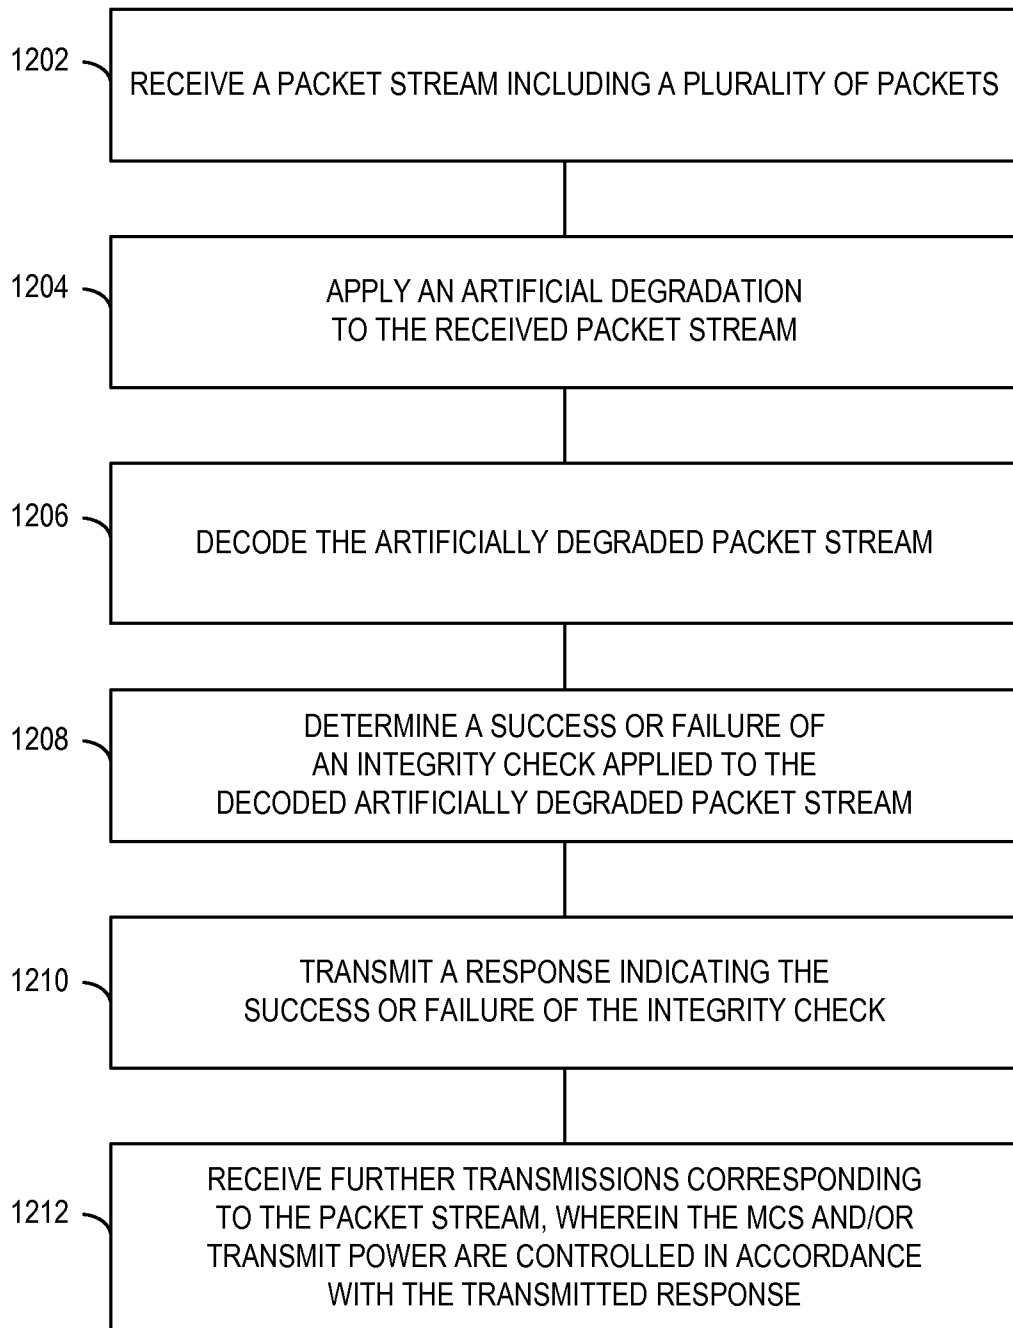 1202
RECEIVE A PACKET STREAM INCLUDING A PLURALITY OF PACKETS
1204
APPLY AN ARTIFICIAL DEGRADATION
TO THE RECEIVED PACKET STREAM
1206
DECODE THE ARTIFICIALLY DEGRADED PACKET STREAM
1208
DETERMINE A SUCCESS OR FAILURE OF
AN INTEGRITY CHECK APPLIED TO THE
DECODED ARTIFICIALLY DEGRADED PACKET STREAM
1210
TRANSMIT A RESPONSE INDICATING THE
SUCCESS OR FAILURE OF THE INTEGRITY CHECK
1212
RECEIVE FURTHER TRANSMISSIONS CORRESPONDING
TO THE PACKET STREAM, WHEREIN THE MCS AND/OR
TRANSMIT POWER ARE CONTROLLED IN ACCORDANCE
WITH THE TRANSMITTED RESPONSE